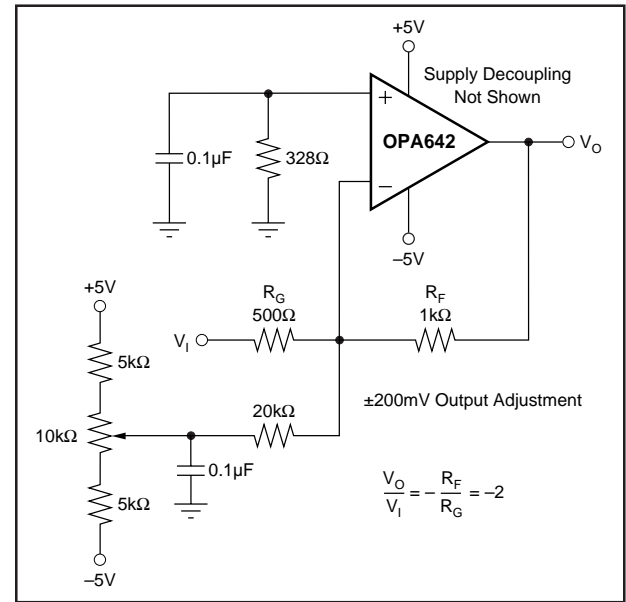 +5V
Supply Decoupling
Not Shown
+
OPA642
–
V_O
0.1µF
328Ω
–5V
+5V
R_G
500Ω
R_F
1kΩ
V_I
5kΩ
±200mV Output Adjustment
20kΩ
10kΩ
0.1µF
V_O / V_I = – R_F / R_G = –2
5kΩ
–5V